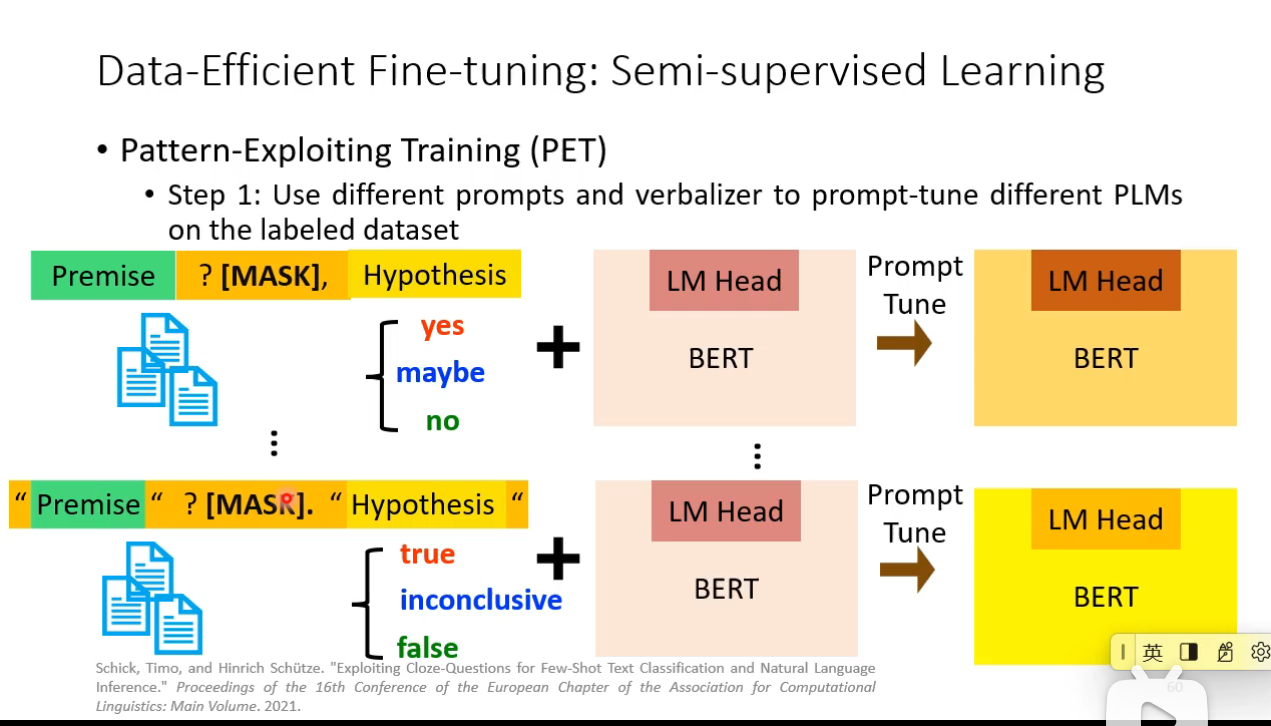 Data-Efficient Fine-tuning: Semi-supervised Learning
• Pattern-Exploiting Training (PET)
• Step 1: Use different prompts and verbalizer to prompt-tune different PLMs
on the labeled dataset
Premise ? [MASK], Hypothesis
yes
maybe
no
LM Head
BERT
Prompt
Tune
LM Head
BERT
“ Premise “ ? [MASK]. “ Hypothesis “
true
inconclusive
false
LM Head
BERT
Prompt
Tune
LM Head
BERT
Schick, Timo, and Hinrich Schütze. "Exploiting Cloze-Questions for Few-Shot Text Classification and Natural Language
Inference." Proceedings of the 16th Conference of the European Chapter of the Association for Computational
Linguistics: Main Volume. 2021.
英
60